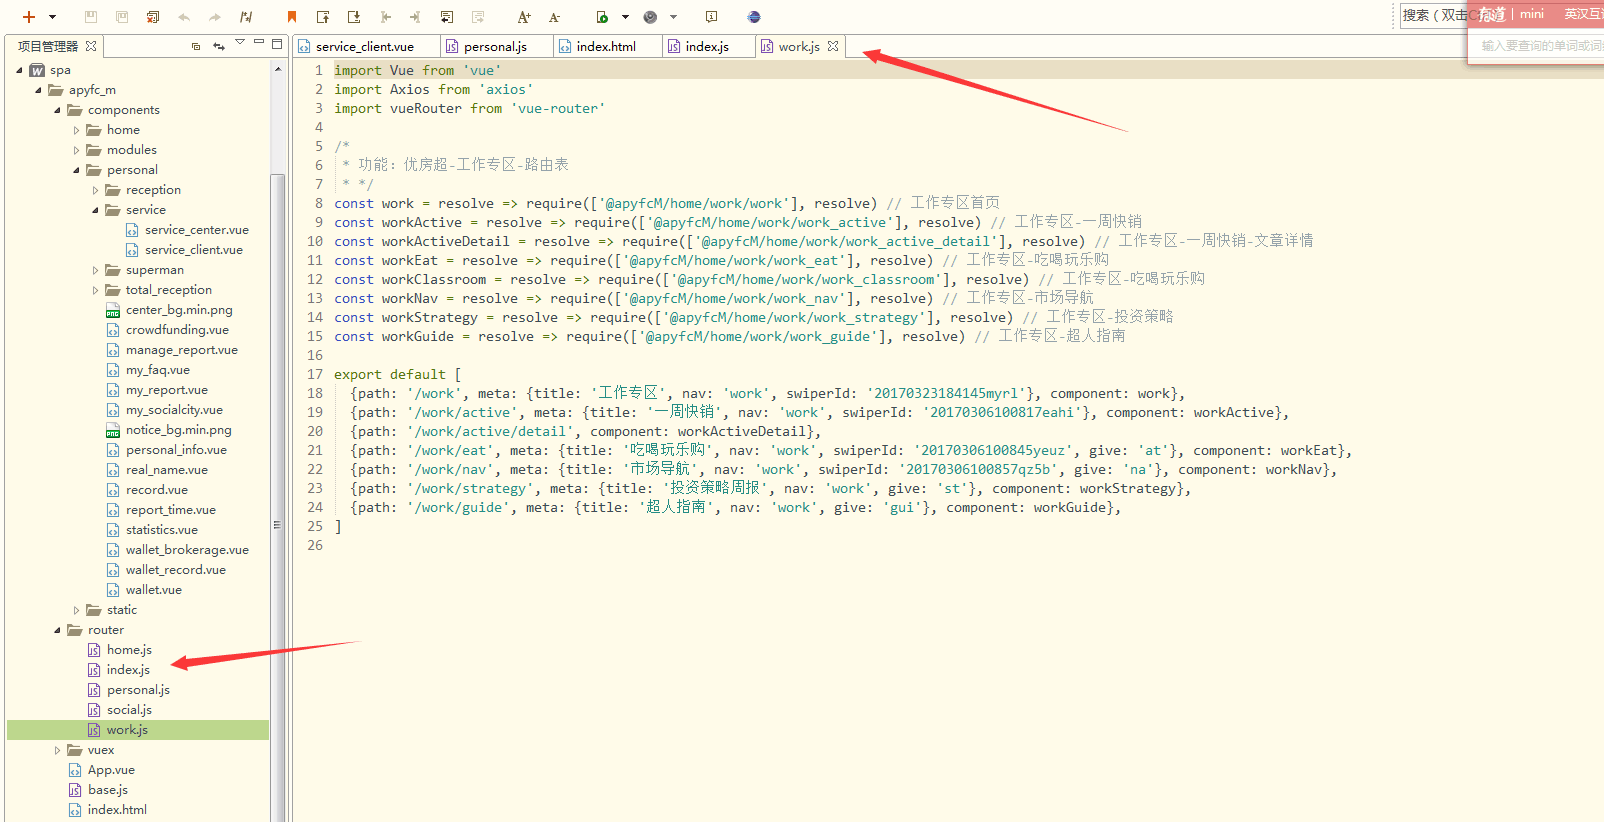 /*/
A+
A-
搜索 (双击C
有道
mini
英汉互译
输入要查询的单词或词
项目管理器
service_client.vue
personal.js
index.html
index.js
work.js
spa
apyfc_m
components
home
modules
personal
reception
service
service_center.vue
service_client.vue
superman
total_reception
center_bg.min.png
crowdfunding.vue
manage_report.vue
my_faq.vue
my_report.vue
my_socialcity.vue
notice_bg.min.png
personal_info.vue
real_name.vue
record.vue
report_time.vue
statistics.vue
wallet_brokerage.vue
wallet_record.vue
wallet.vue
static
router
home.js
index.js
personal.js
social.js
work.js
vuex
App.vue
base.js
index.html
1 import Vue from 'vue'
2 import Axios from 'axios'
3 import vueRouter from 'vue-router'
4
5 /*
6 * 功能：优房超-工作专区-路由表
7 * */
8 const work = resolve => require(['@apyfcM/home/work/work'], resolve) // 工作专区首页
9 const workActive = resolve => require(['@apyfcM/home/work/work_active'], resolve) // 工作专区-一周快销
10 const workActiveDetail = resolve => require(['@apyfcM/home/work/work_active_detail'], resolve) // 工作专区-一周快销-文章详情
11 const workEat = resolve => require(['@apyfcM/home/work/work_eat'], resolve) // 工作专区-吃喝玩乐购
12 const workClassroom = resolve => require(['@apyfcM/home/work/work_classroom'], resolve) // 工作专区-吃喝玩乐购
13 const workNav = resolve => require(['@apyfcM/home/work/work_nav'], resolve) // 工作专区-市场导航
14 const workStrategy = resolve => require(['@apyfcM/home/work/work_strategy'], resolve) // 工作专区-投资策略
15 const workGuide = resolve => require(['@apyfcM/home/work/work_guide'], resolve) // 工作专区-超人指南
16
17 export default [
18 {path: '/work', meta: {title: '工作专区', nav: 'work', swiperId: '20170323184145myrl'}, component: work},
19 {path: '/work/active', meta: {title: '一周快销', nav: 'work', swiperId: '20170306100817eahi'}, component: workActive},
20 {path: '/work/active/detail', component: workActiveDetail},
21 {path: '/work/eat', meta: {title: '吃喝玩乐购', nav: 'work', swiperId: '20170306100845yeuz', give: 'at'}, component: workEat},
22 {path: '/work/nav', meta: {title: '市场导航', nav: 'work', swiperId: '20170306100857qz5b', give: 'na'}, component: workNav},
23 {path: '/work/strategy', meta: {title: '投资策略周报', nav: 'work', give: 'st'}, component: workStrategy},
24 {path: '/work/guide', meta: {title: '超人指南', nav: 'work', give: 'gui'}, component: workGuide},
25 ]
26